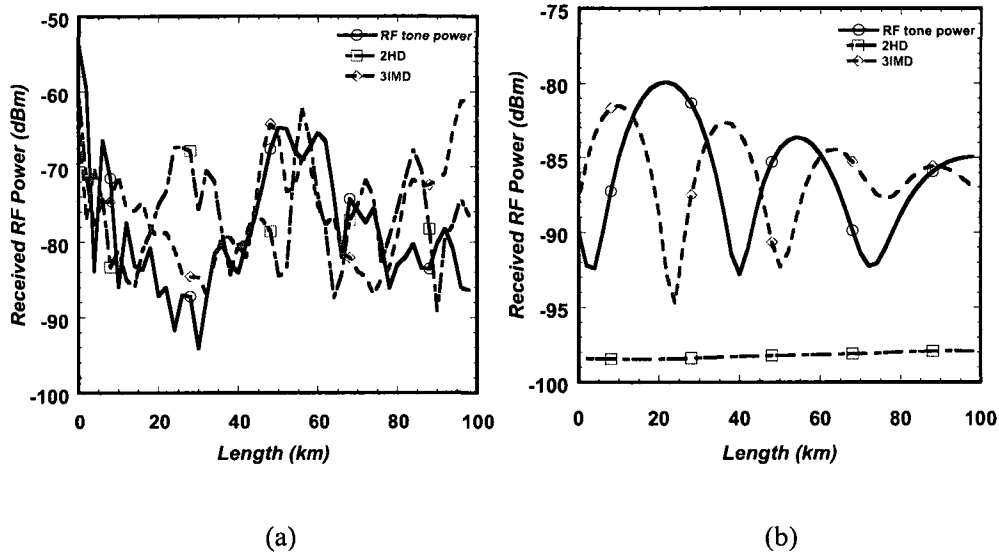 -50
-60
-70
-80
-90
-100
Received RF Power (dBm)
RF tone power
2HD
3IMD
0 20 40 60 80 100
Length (km)
(a)
-75
-80
-85
-90
-95
-100
Received RF Power (dBm)
RF tone power
2HD
3IMD
0 20 40 60 80 100
Length (km)
(b)